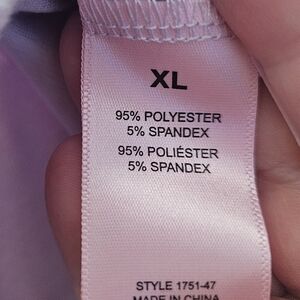 XL
95% POLYESTER
5% SPANDEX
95% POLIÉSTER
5% SPANDEX
STYLE 1751-47
MADE IN CHINA